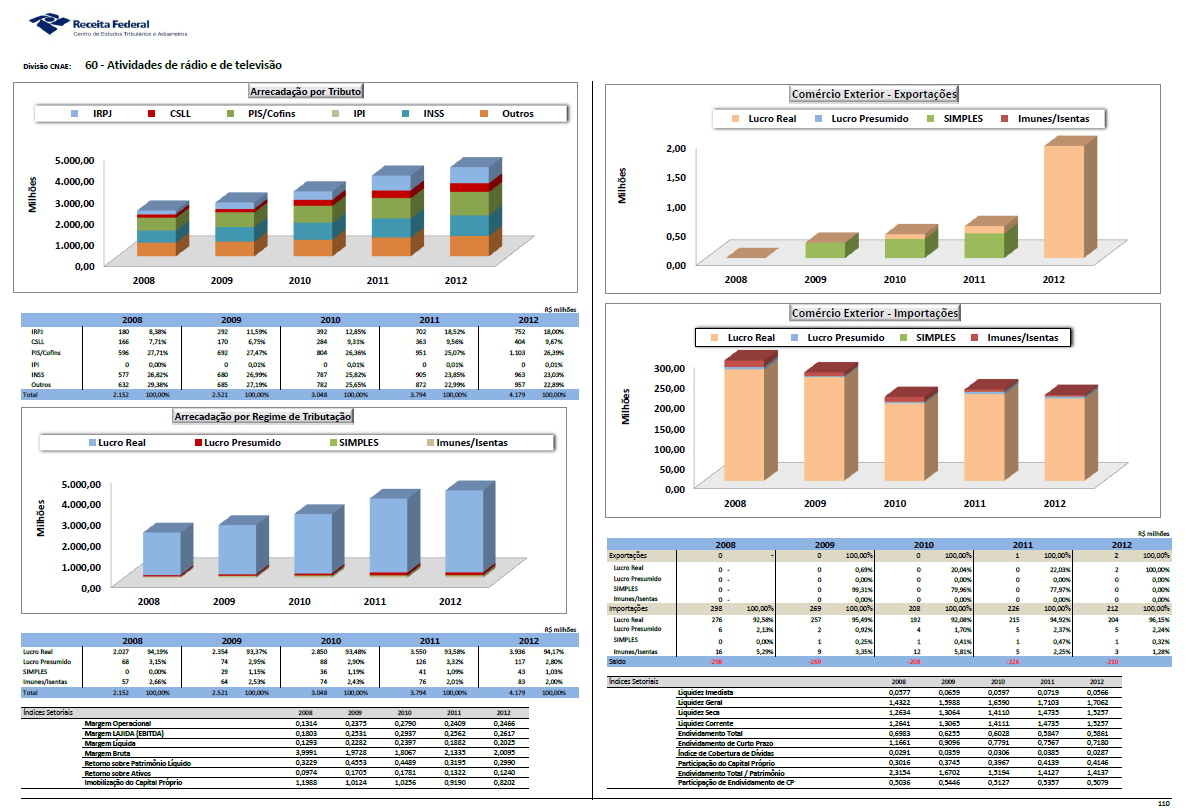 Receita Federal
Centro de Estudos Tributários e Aduaneiros
Divisão CNAE: 60 - Atividades de rádio e de televisão
Arrecadação por Tributo
IRPJ CSLL PIS/Cofins IPI INSS Outros
Milhões
5.000,00
4.000,00
3.000,00
2.000,00
1.000,00
0,00
2008 2009 2010 2011 2012
R$ milhões
2008 2009 2010 2011 2012
IRPJ 180 8,38% 292 11,59% 392 12,85% 702 18,52% 752 18,00%
CSLL 166 7,71% 170 6,75% 284 9,31% 363 9,56% 404 9,67%
PIS/Cofins 596 27,71% 692 27,47% 804 26,36% 951 25,07% 1.103 26,39%
IPI 0 0,00% 0 0,01% 0 0,01% 0 0,01% 0 0,01%
INSS 577 26,82% 680 26,99% 787 25,82% 905 23,85% 963 23,03%
Outros 632 29,38% 685 27,19% 782 25,65% 872 22,99% 957 22,89%
Total 2.152 100,00% 2.521 100,00% 3.048 100,00% 3.794 100,00% 4.179 100,00%
Arrecadação por Regime de Tributação
Lucro Real Lucro Presumido SIMPLES Imunes/Isentas
Milhões
5.000,00
4.000,00
3.000,00
2.000,00
1.000,00
0,00
2008 2009 2010 2011 2012
R$ milhões
2008 2009 2010 2011 2012
Lucro Real 2.027 94,19% 2.354 93,37% 2.850 93,48% 3.550 93,58% 3.936 94,17%
Lucro Presumido 68 3,15% 74 2,95% 88 2,90% 126 3,32% 117 2,80%
SIMPLES 0 0,00% 29 1,15% 36 1,19% 41 1,09% 43 1,03%
Imunes/Isentas 57 2,66% 64 2,53% 74 2,43% 76 2,01% 83 2,00%
Total 2.152 100,00% 2.521 100,00% 3.048 100,00% 3.794 100,00% 4.179 100,00%
Índices Setoriais 2008 2009 2010 2011 2012
Margem Operacional 0,1314 0,2375 0,2790 0,2409 0,2466
Margem LAJIDA (EBITDA) 0,1803 0,2531 0,2937 0,2562 0,2617
Margem Líquida 0,1293 0,2282 0,2397 0,1882 0,2025
Margem Bruta 3,9991 1,9728 1,8067 2,1335 2,0095
Retorno sobre Patrimônio Líquido 0,3229 0,4553 0,4489 0,3195 0,2990
Retorno sobre Ativos 0,0974 0,1705 0,1781 0,1322 0,1240
Imobilização do Capital Próprio 1,1988 1,0124 1,0256 0,9190 0,8202
Comércio Exterior - Exportações
Lucro Real Lucro Presumido SIMPLES Imunes/Isentas
Milhões
2,00
1,50
1,00
0,50
0,00
2008 2009 2010 2011 2012
Comércio Exterior - Importações
Lucro Real Lucro Presumido SIMPLES Imunes/Isentas
Milhões
300,00
250,00
200,00
150,00
100,00
50,00
0,00
2008 2009 2010 2011 2012
R$ milhões
2008 2009 2010 2011 2012
Exportações 0 - 0 100,00% 0 100,00% 1 100,00% 2 100,00%
Lucro Real 0 - 0 0,69% 0 20,04% 0 22,03% 2 100,00%
Lucro Presumido 0 - 0 0,00% 0 0,00% 0 0,00% 0 0,00%
SIMPLES 0 - 0 99,31% 0 79,96% 0 77,97% 0 0,00%
Imunes/Isentas 0 - 0 0,00% 0 0,00% 0 0,00% 0 0,00%
Importações 298 100,00% 269 100,00% 208 100,00% 226 100,00% 212 100,00%
Lucro Real 276 92,58% 257 95,49% 192 92,08% 215 94,92% 204 96,15%
Lucro Presumido 6 2,13% 2 0,92% 4 1,70% 5 2,37% 5 2,24%
SIMPLES 0 0,00% 1 0,25% 1 0,41% 1 0,47% 1 0,32%
Imunes/Isentas 16 5,29% 9 3,35% 12 5,81% 5 2,25% 3 1,28%
Saldo -298 -269 -208 -226 -210
Índices Setoriais 2008 2009 2010 2011 2012
Liquidez Imediata 0,0577 0,0659 0,0597 0,0719 0,0566
Liquidez Geral 1,4322 1,5988 1,6590 1,7103 1,7062
Liquidez Seca 1,2634 1,3064 1,4110 1,4735 1,5257
Liquidez Corrente 1,2641 1,3065 1,4111 1,4735 1,5257
Endividamento Total 0,6983 0,6255 0,6028 0,5847 0,5861
Endividamento de Curto Prazo 1,1661 0,9096 0,7791 0,7567 0,7180
Índice de Cobertura de Dívidas 0,0291 0,0359 0,0306 0,0385 0,0287
Participação do Capital Próprio 0,3016 0,3745 0,3967 0,4139 0,4146
Endividamento Total / Patrimônio 2,3154 1,6702 1,5194 1,4127 1,4137
Participação de Endividamento de CP 0,5036 0,5446 0,5127 0,5357 0,5079
110